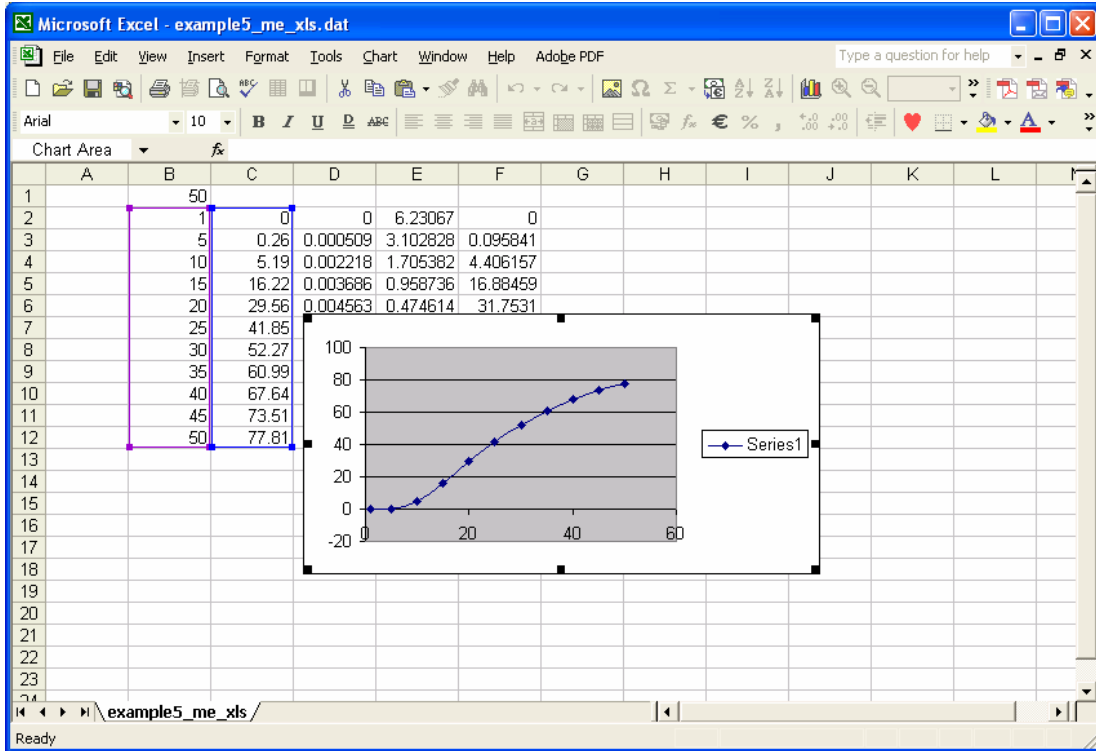 Microsoft Excel - example5_me_xls.dat
File Edit View Insert Format Tools Chart Window Help Adobe PDF Type a question for help
Arial 10 B I U D ABC € % , .00
Chart Area fx
A B C D E F G H I J K L
1 50
2 1 0 0 6.23067 0
3 5 0.26 0.000509 3.102828 0.095841
4 10 5.19 0.002218 1.705382 4.406157
5 15 16.22 0.003686 0.958736 16.88459
6 20 29.56 0.004563 0.474614 31.7531
7 25 41.85
8 30 52.27
9 35 60.99
10 40 67.64
11 45 73.51
12 50 77.81
13
14
15
16
17
18
19
20
21
22
23
24
100
80
60
40
20
0
-20
0 20 40 60
Series1
example5_me_xls
Ready